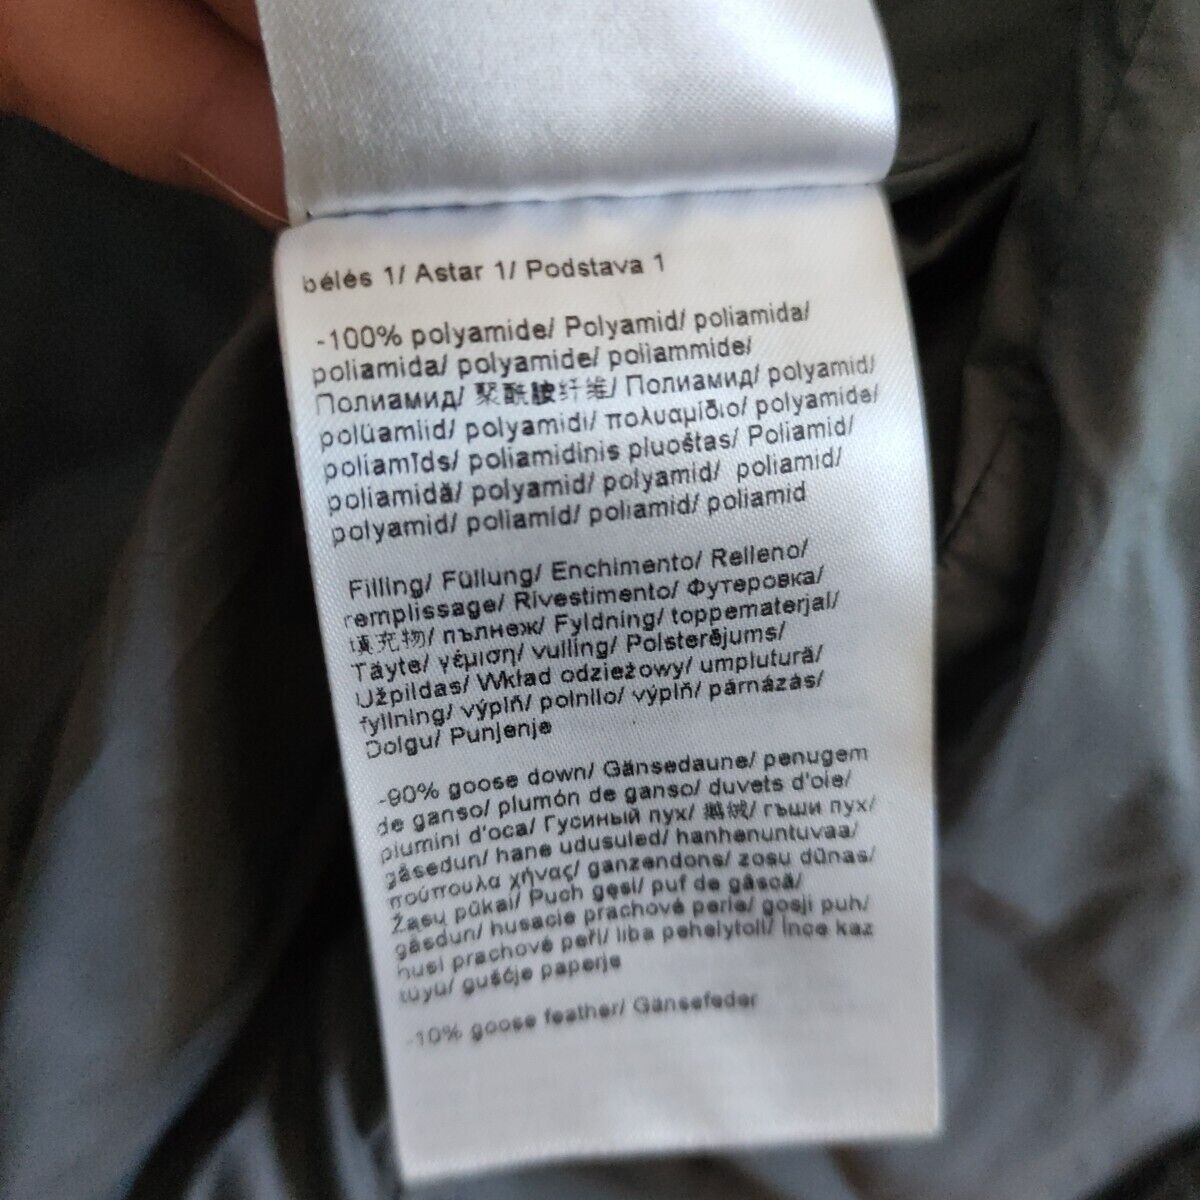 bélés 1/ Astar 1/ Podstava 1
-100% polyamide/ Polyamid/ poliamida/
poliamida/ polyamide/ poliammide/
Полиамид/ 聚酰胺纤维/ Полиамид/ polyamid/
polüamiid/ polyamidi/ πολυαμίδιο/ polyamide/
poliamīds/ poliamidinis pluoštas/ Poliamid/
poliamidă/ polyamid/ polyamid/ poliamid/
polyamid/ poliamid/ poliamid/ poliamid
Filling/ Füllung/ Enchimento/ Relleno/
remplissage/ Rivestimento/ Футеровка/
填充物/ пълнеж/ Fyldning/ toppematerjal/
Täyte/ γέμιση/ vulling/ Polsterējums/
Užpildas/ Wkład odzieżowy/ umplutură/
fyllning/ výplň/ polnilo/ výplň/ párnázás/
Dolgu/ Punjenje
-90% goose down/ Gänsedaune/ penugem
de ganso/ plumón de ganso/ duvets d'oie/
piumini d'oca/ Гусиный пух/ 鹅绒/ гъши пух/
gåsedun/ hane udusuled/ hanhenuntuvaa/
πούπουλα χήνας/ ganzendons/ zosu dūnas/
Žąsų pūkai/ Puch gęsi/ puf de gâscă/
gåsdun/ husacie prachové perie/ gosji puh/
husí prachové peří/ liba pehelytoll/ İnce kaz
tüyü/ guščje paperje
-10% goose feather/ Gänsefeder